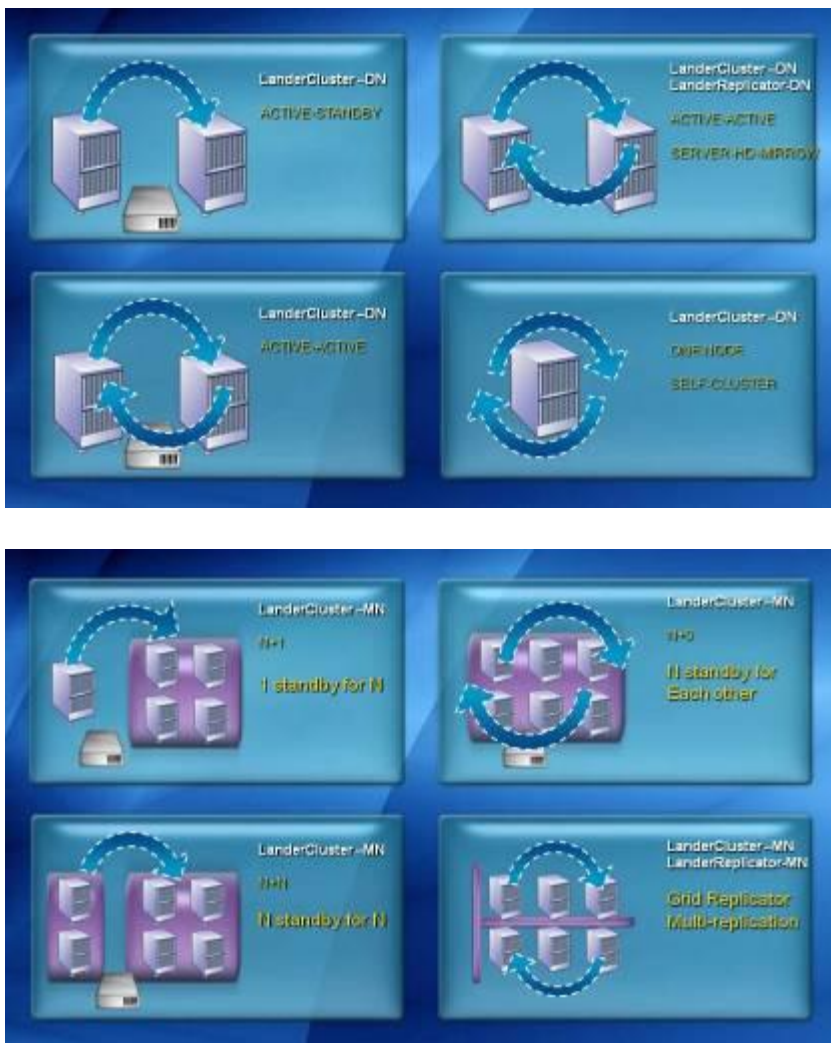 LanderCluster-DN
ACTIVE-STANDBY
LanderCluster-DN
LanderReplicator-DN
ACTIVE-ACTIVE
SERVER-HD-MIRROW
LanderCluster-DN
ACTIVE-ACTIVE
LanderCluster-DN
ONE NODE
SELF-CLUSTER
LanderCluster-MN
N+1
1 standby for N
LanderCluster-MN
N+0
N standby for
Each other
LanderCluster-MN
N+N
N standby for N
LanderCluster-MN
LanderReplicator-MN
Grid Replicator
Multi-replication